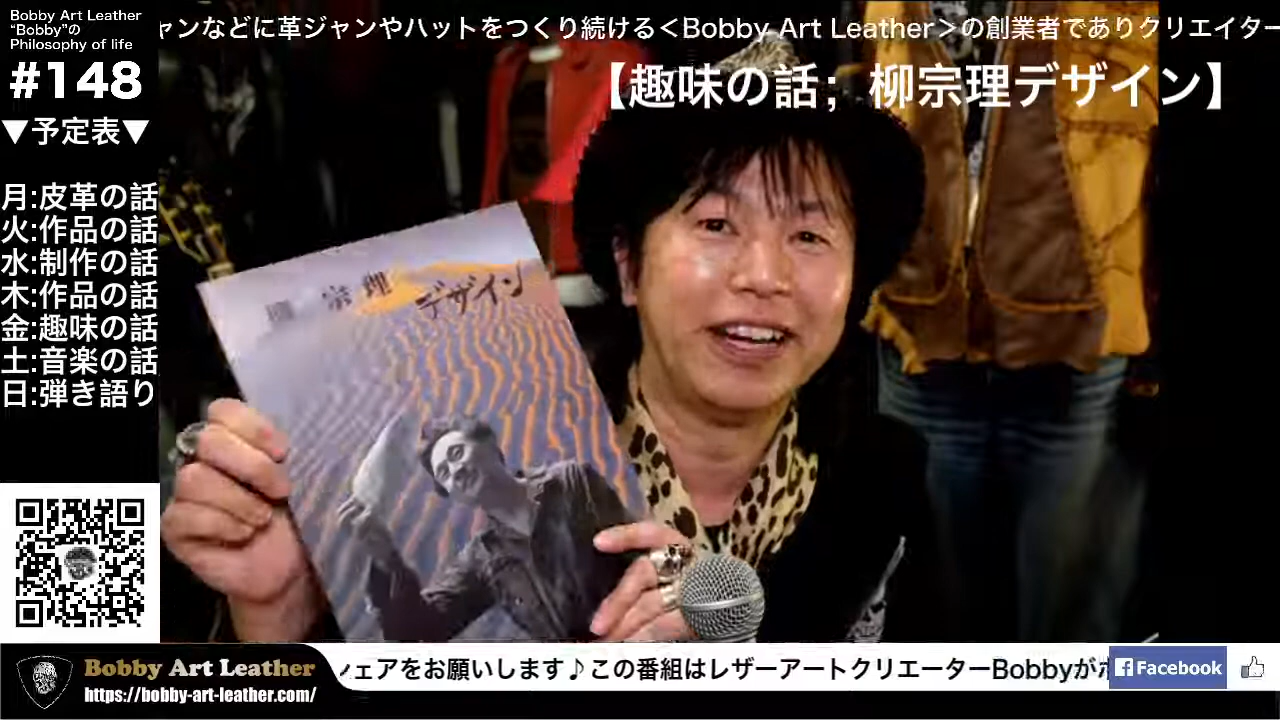 Bobby Art Leather
"Bobby"の
Philosophy of life
#148
▼予定表▼
月:皮革の話
火:作品の話
水:制作の話
木:作品の話
金:趣味の話
土:音楽の話
日:弾き語り
ャンなどに革ジャンやハットをつくり続ける＜Bobby Art Leather＞の創業者でありクリエイター
【趣味の話；柳宗理デザイン】
宗理 デザイン
Bobby Art Leather
https://bobby-art-leather.com/
ェアをお願いします♪この番組はレザーアートクリエーターBobbyが
Facebook